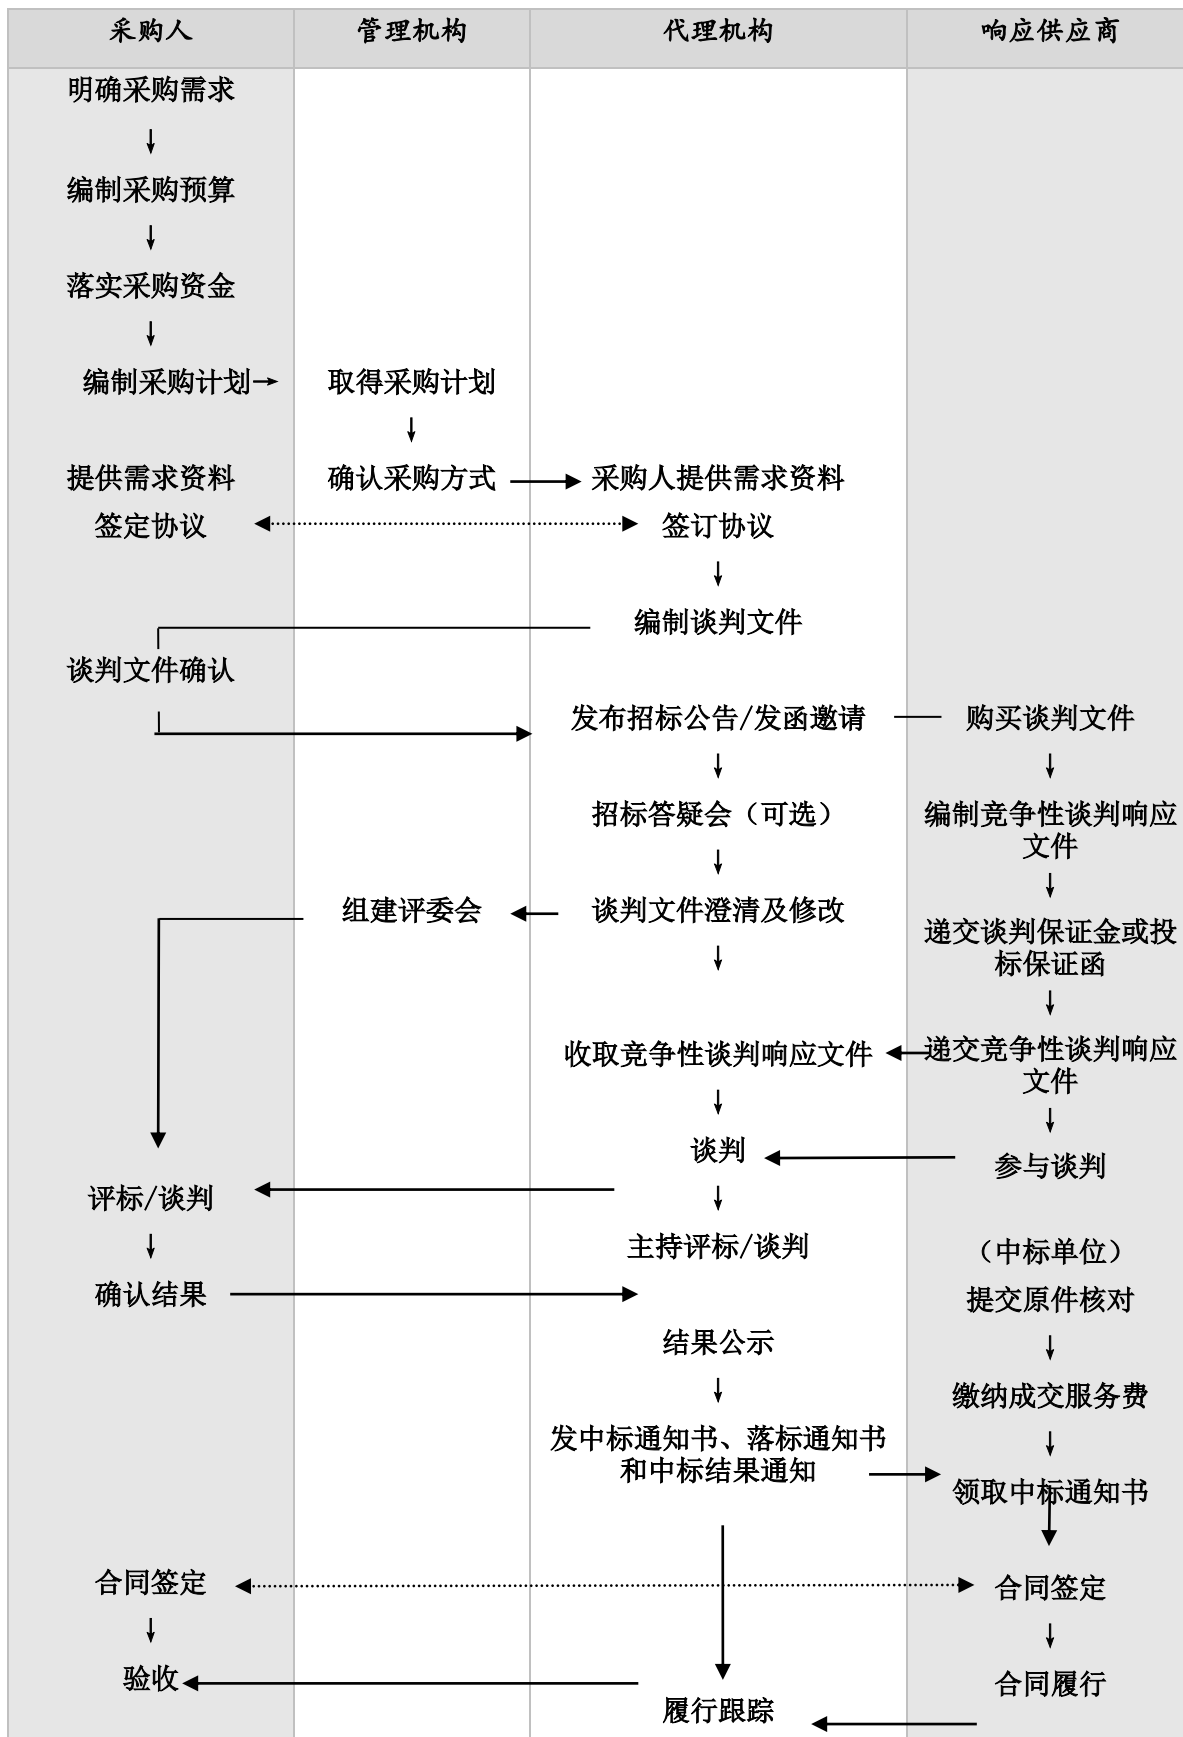 采购人 管理机构 代理机构 响应供应商
明确采购需求
编制采购预算
落实采购资金
编制采购计划 取得采购计划
提供需求资料 确认采购方式 采购人提供需求资料
签定协议 签订协议
编制谈判文件
谈判文件确认
发布招标公告/发函邀请 购买谈判文件
招标答疑会（可选） 编制竞争性谈判响应
文件
组建评委会 谈判文件澄清及修改
递交谈判保证金或投
标保证函
收取竞争性谈判响应文件 递交竞争性谈判响应
文件
谈判 参与谈判
评标/谈判
主持评标/谈判 （中标单位）
确认结果 提交原件核对
结果公示
缴纳成交服务费
发中标通知书、落标通知书
和中标结果通知
领取中标通知书
合同签定 合同签定
验收 合同履行
履行跟踪